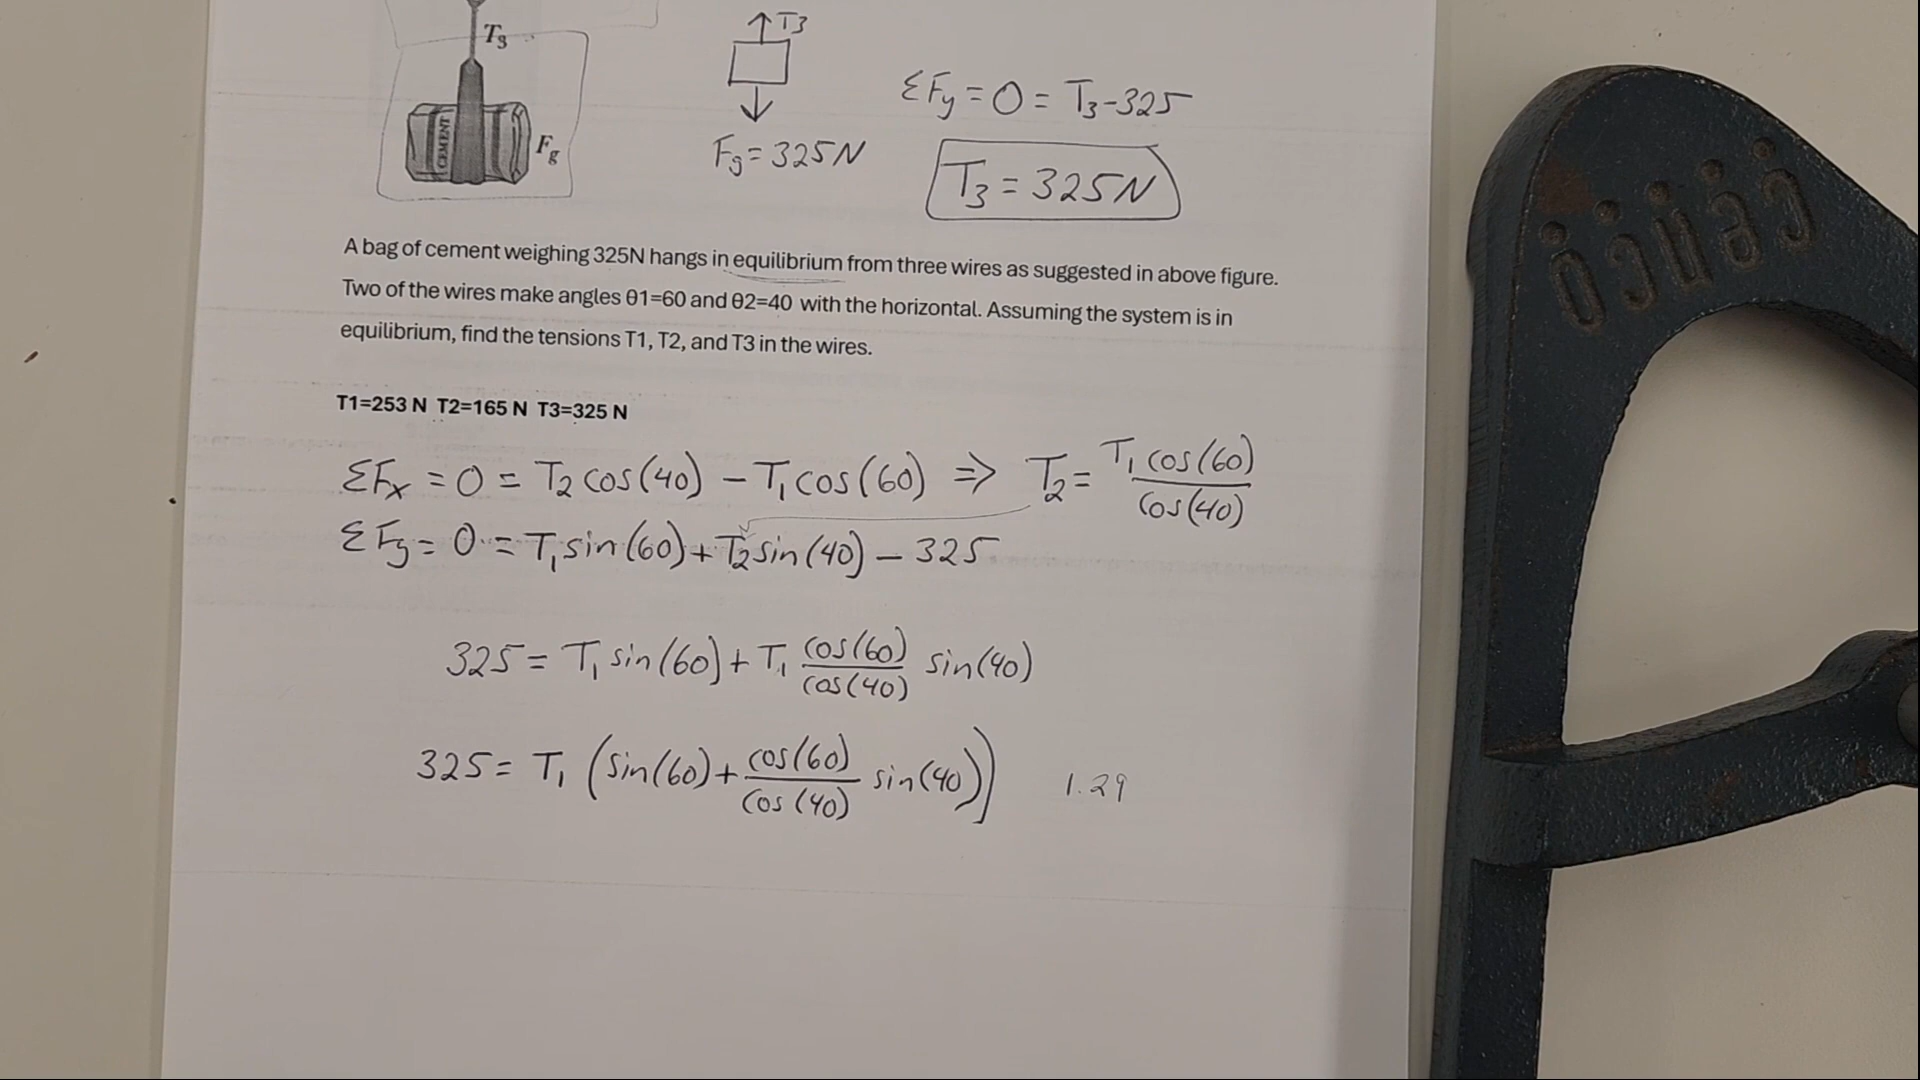 T3
T3
ΣFy = 0 = T3-325
CEMENT
Fg
Fg = 325N
T3 = 325N
A bag of cement weighing 325N hangs in equilibrium from three wires as suggested in above figure.
Two of the wires make angles θ1=60 and θ2=40 with the horizontal. Assuming the system is in
equilibrium, find the tensions T1, T2, and T3 in the wires.
T1=253 N T2=165 N T3=325 N
ΣFx = 0 = T2 cos(40) - T1 cos(60) => T2 = T1 cos(60) / cos(40)
ΣFy = 0 = T1 sin(60) + T2 sin(40) - 325
325 = T1 sin(60) + T1 cos(60) / cos(40) sin(40)
325 = T1 (sin(60) + cos(60) / cos(40) sin(40)) 1.29